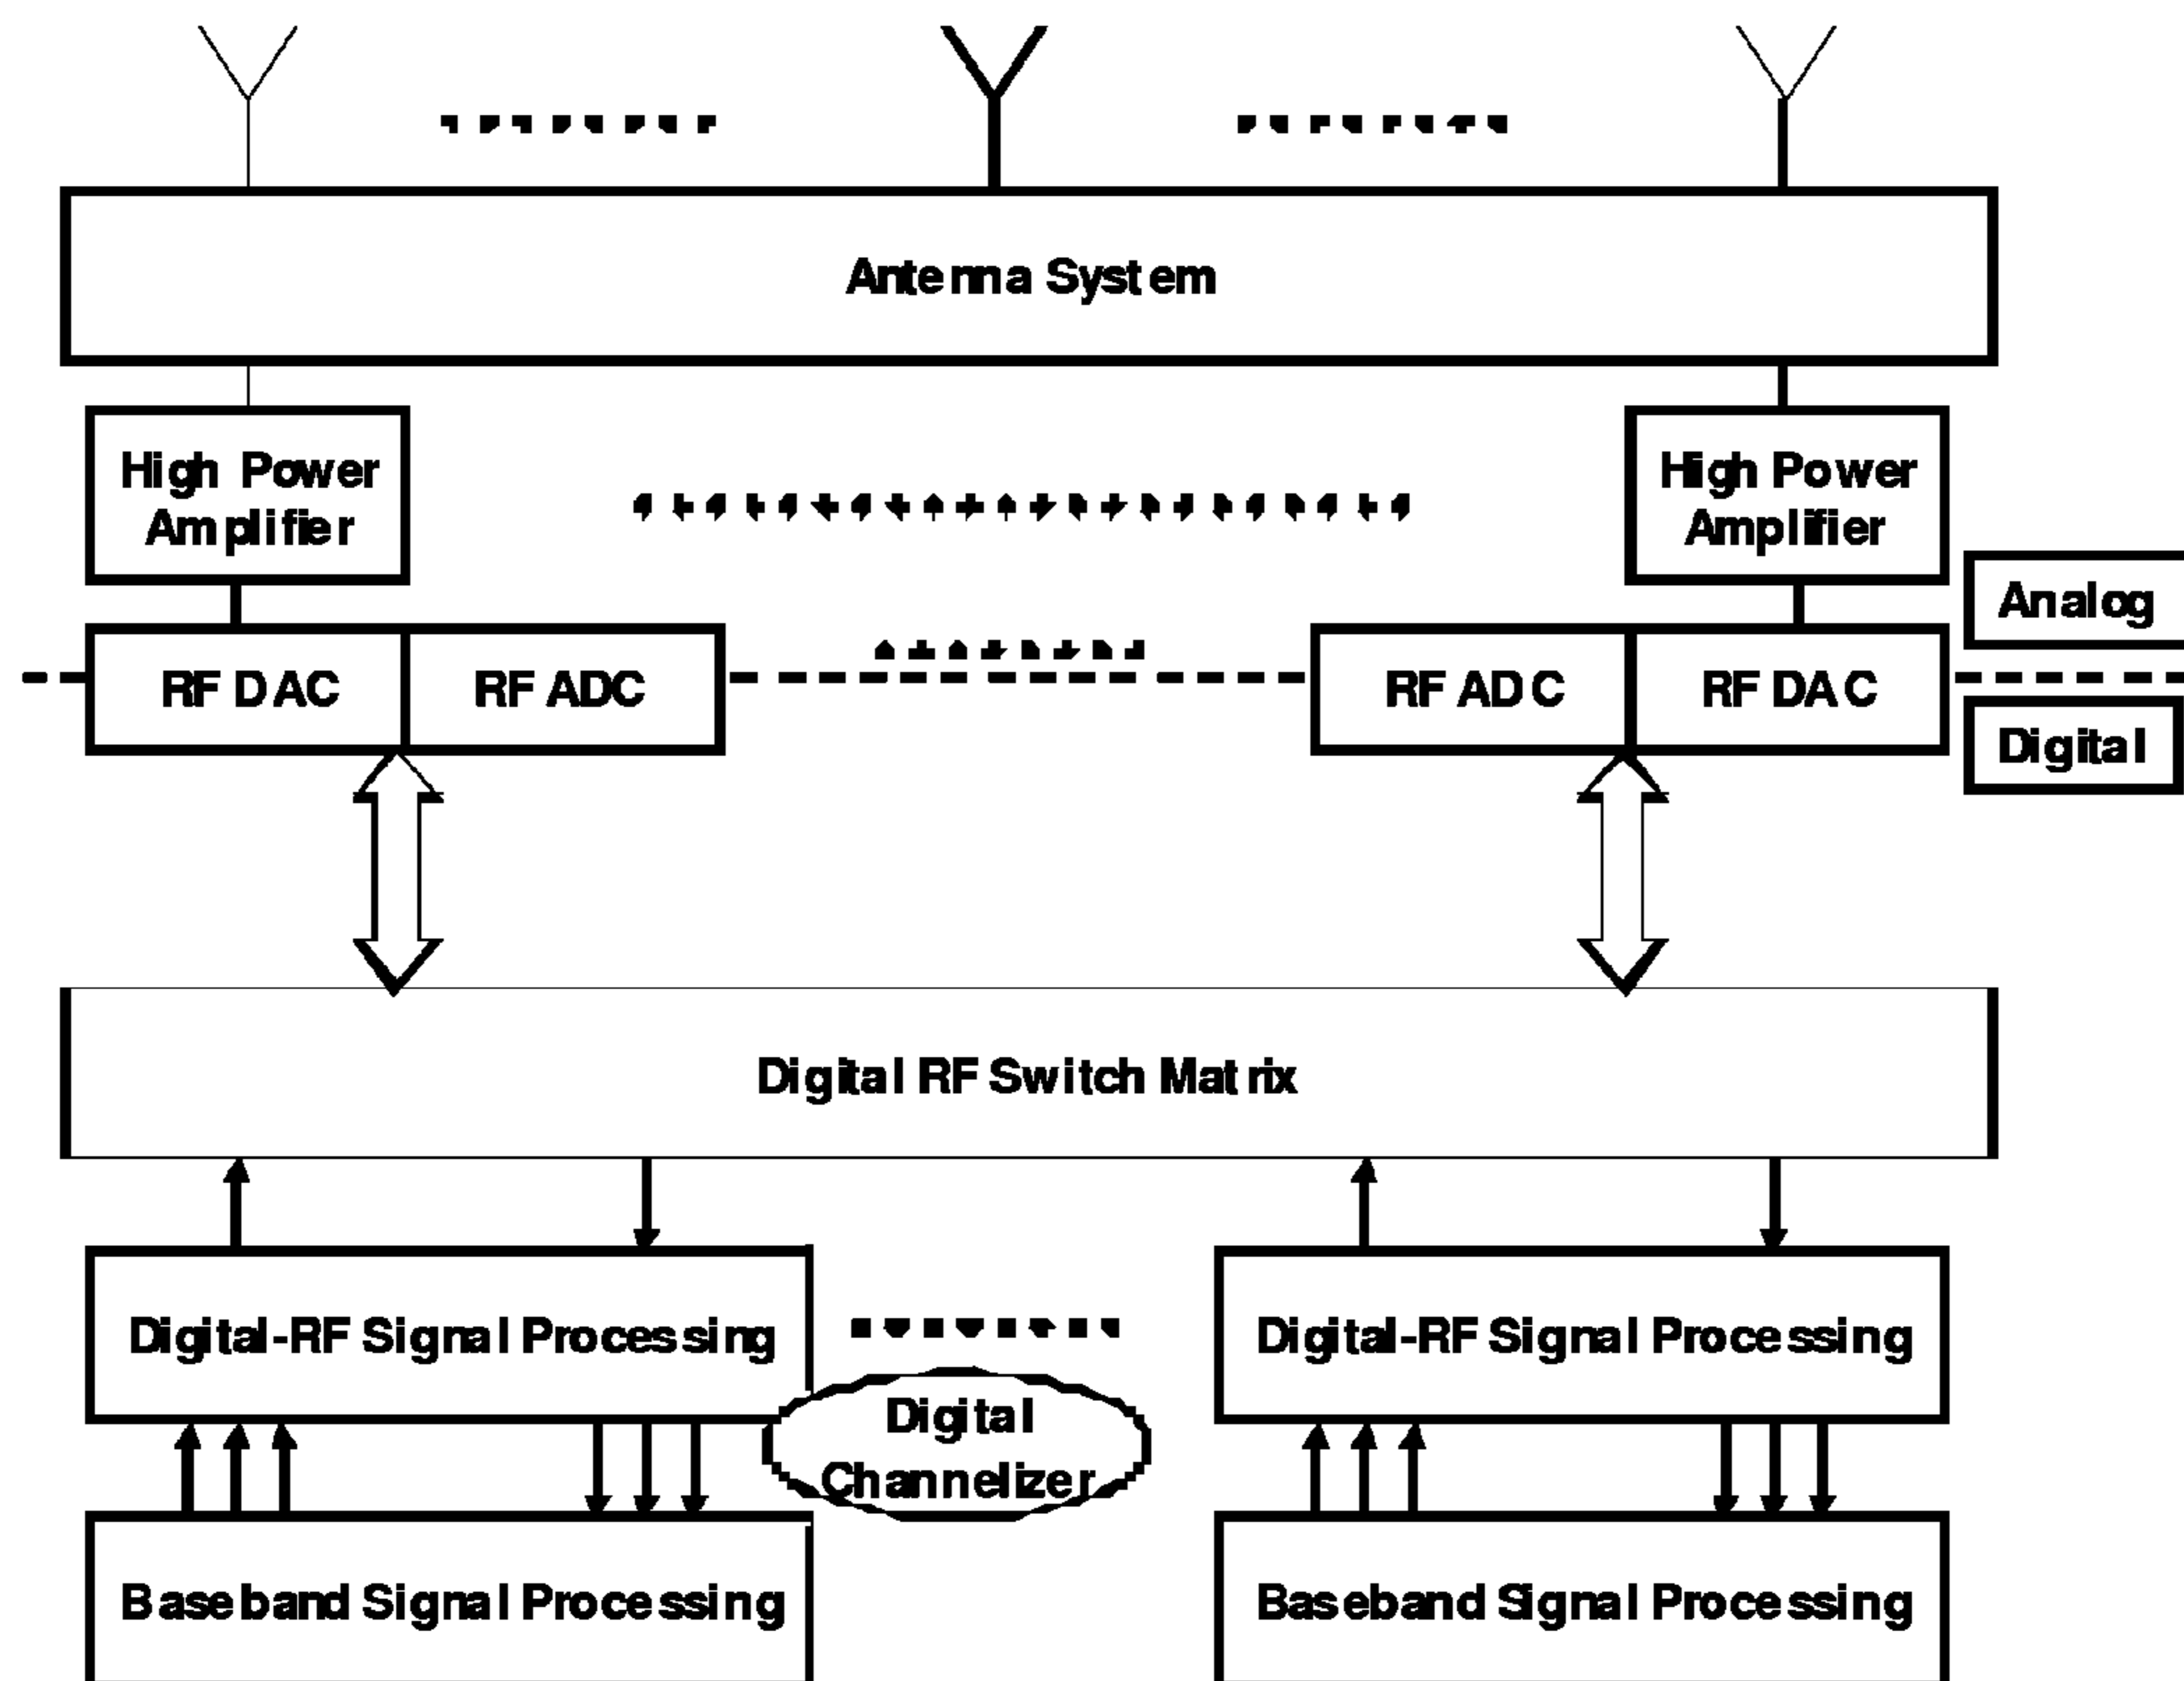 Antenna System
High Power
Amplifier
High Power
Amplifier
Analog
RF DAC
RF ADC
RF ADC
RF DAC
Digital
Digital RF Switch Matrix
Digital-RF Signal Processing
Digital-RF Signal Processing
Digital
Channelizer
Baseband Signal Processing
Baseband Signal Processing